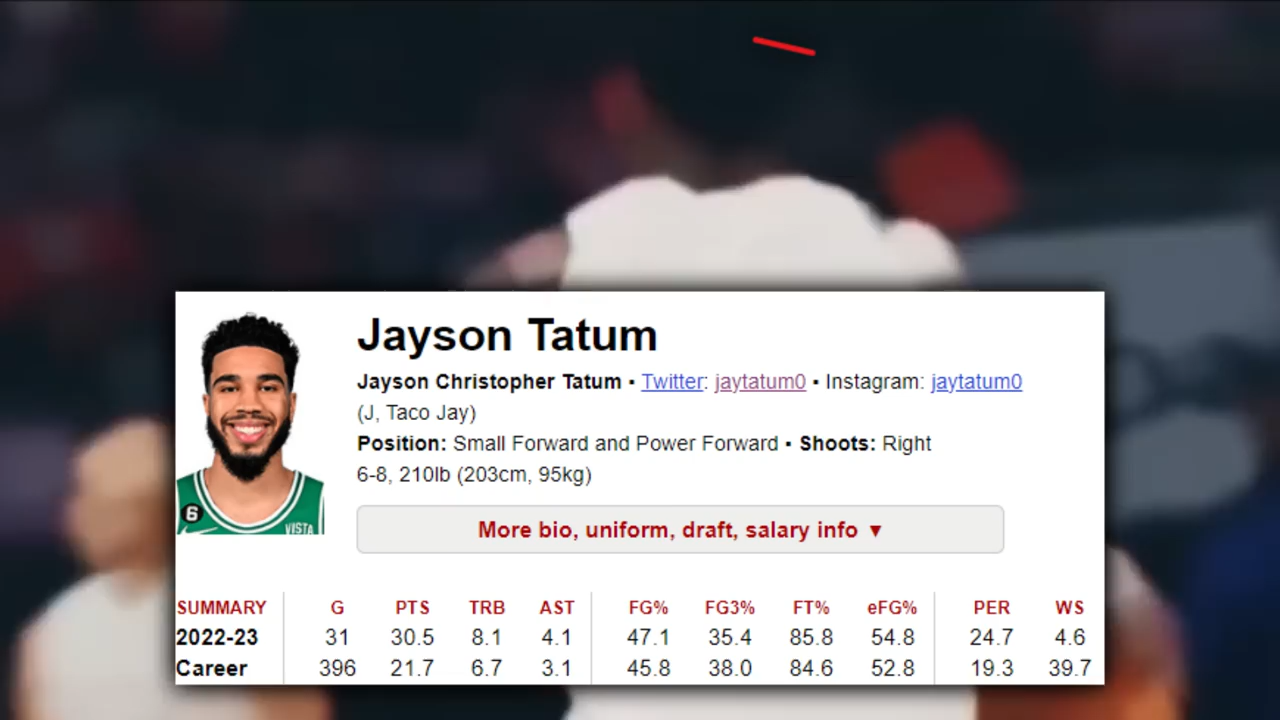 Jayson Tatum
Jayson Christopher Tatum ▪ Twitter: jaytatum0 ▪ Instagram: jaytatum0
(J, Taco Jay)
Position: Small Forward and Power Forward ▪ Shoots: Right
6-8, 210lb (203cm, 95kg)
6
VISTA
More bio, uniform, draft, salary info ▼
SUMMARY G PTS TRB AST FG% FG3% FT% eFG% PER WS
2022-23 31 30.5 8.1 4.1 47.1 35.4 85.8 54.8 24.7 4.6
Career 396 21.7 6.7 3.1 45.8 38.0 84.6 52.8 19.3 39.7